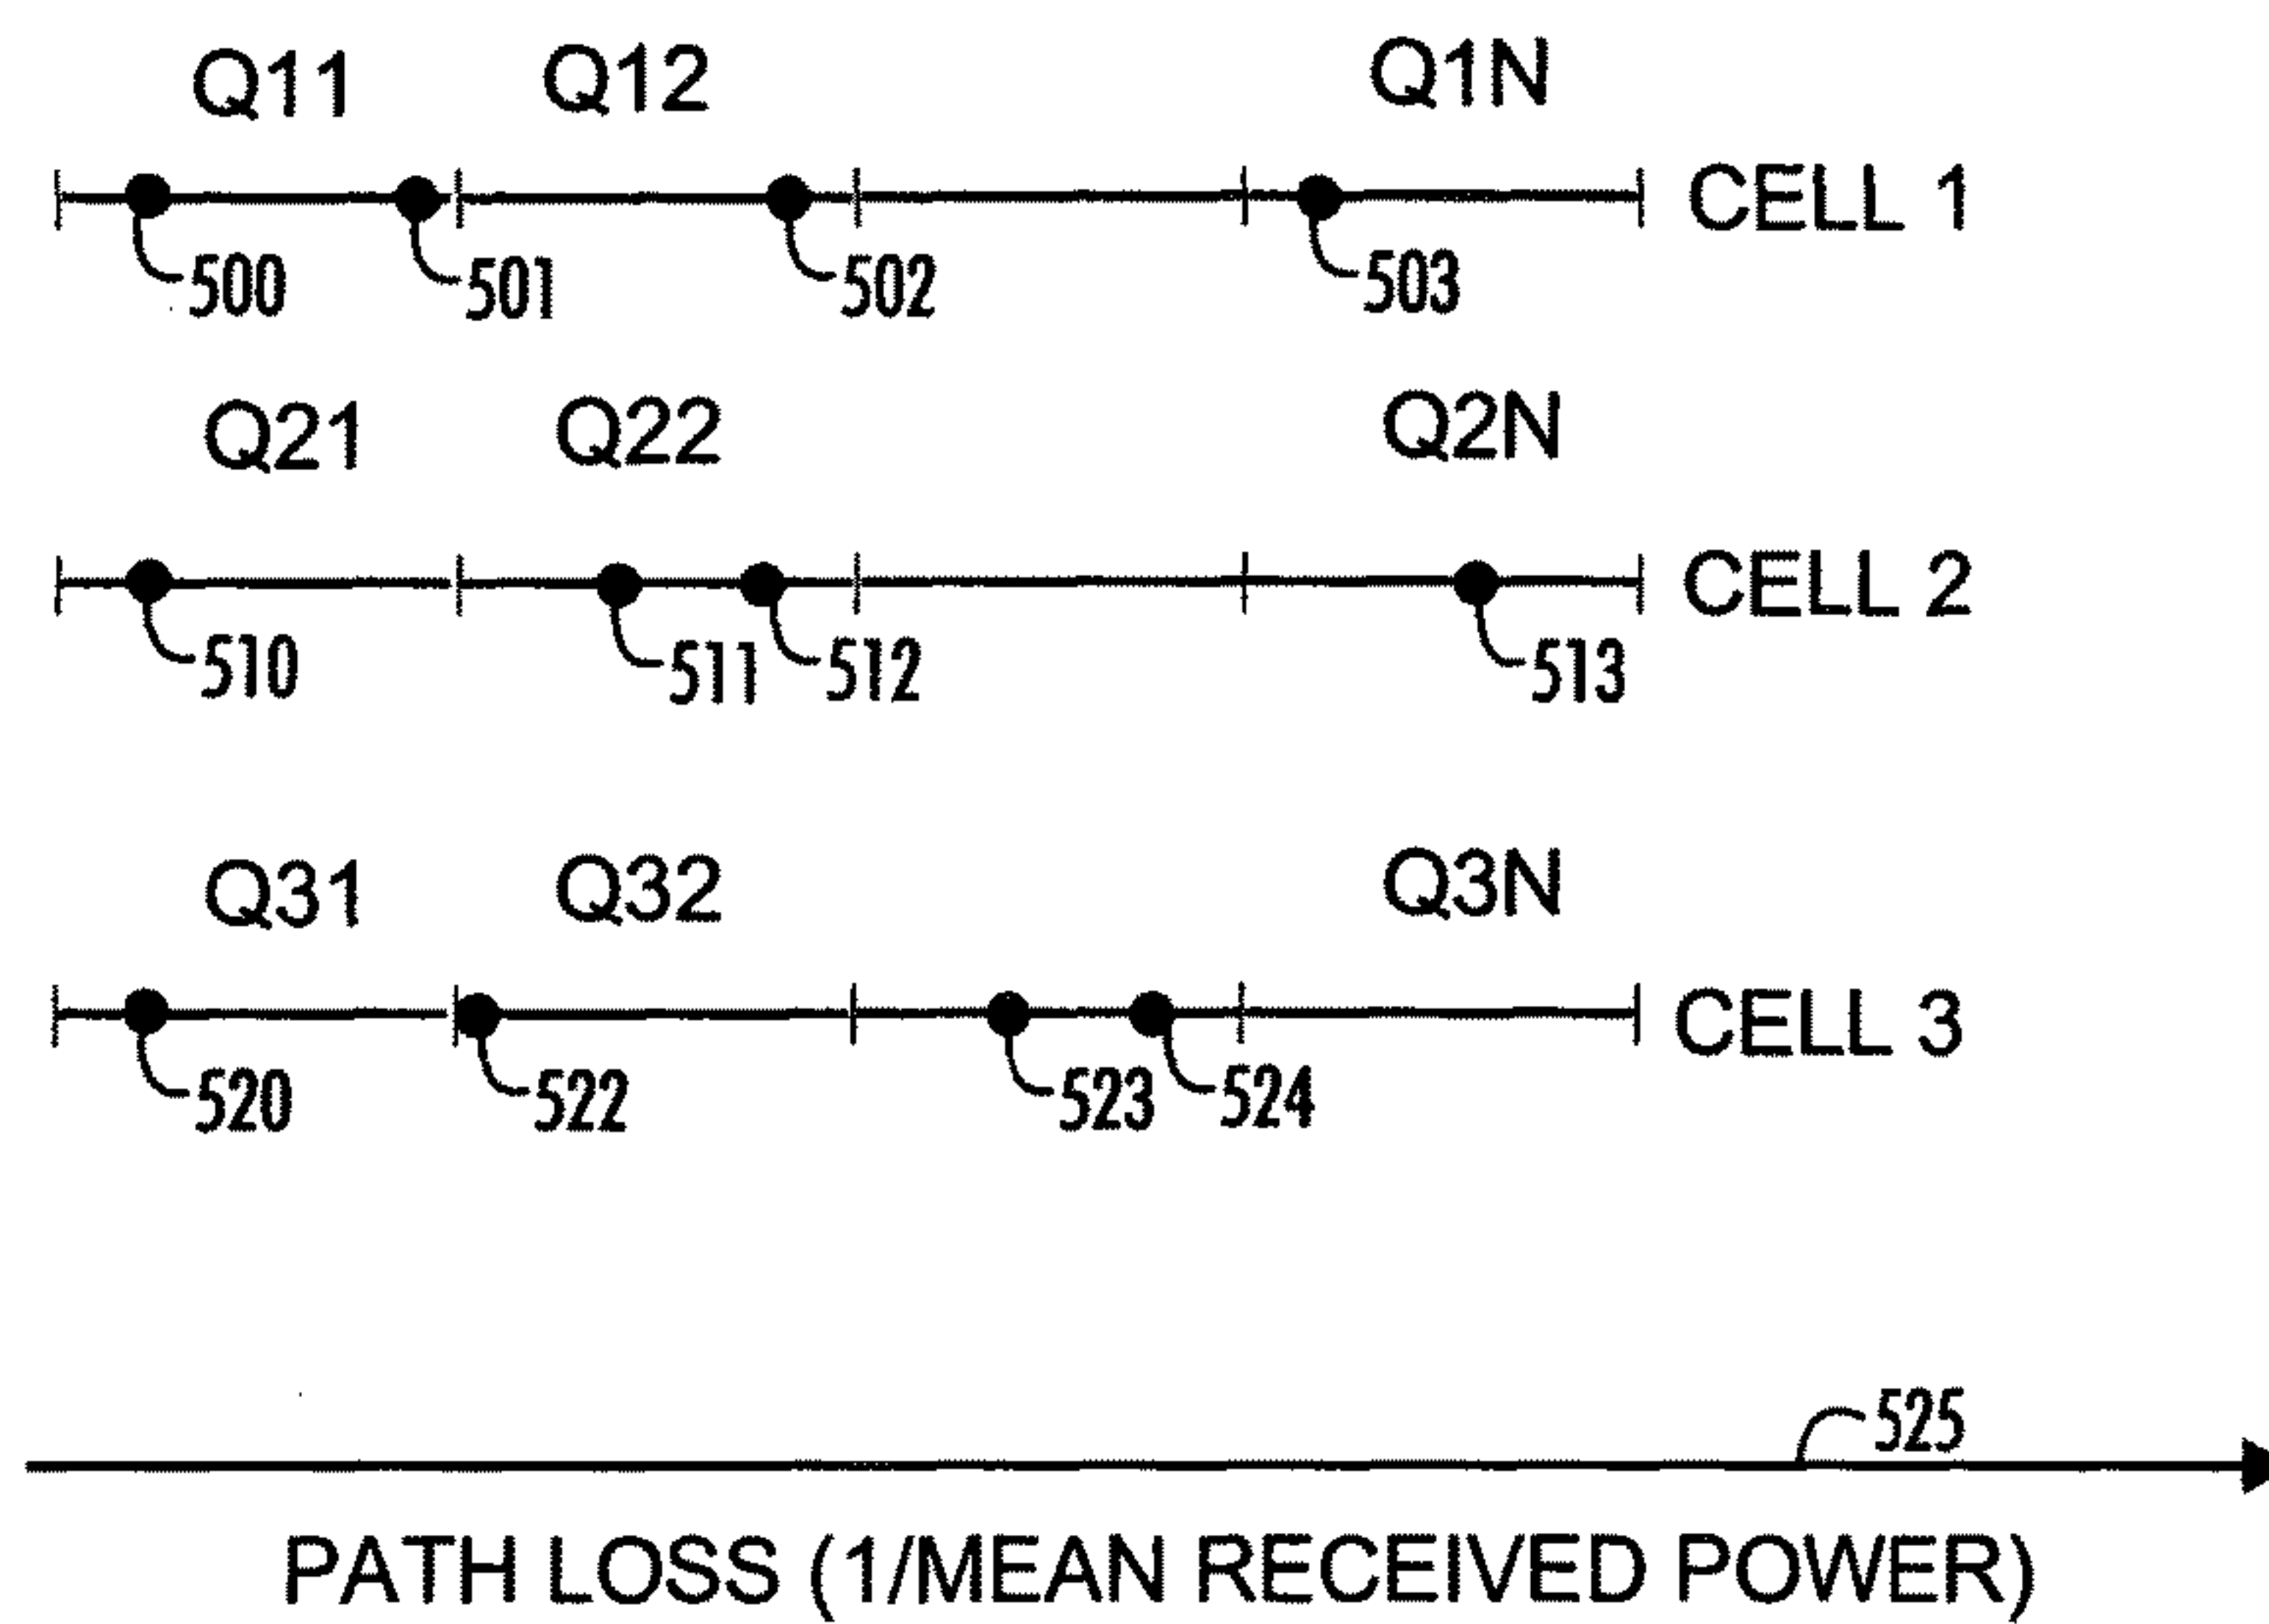 Q11 Q12 Q1N
CELL 1
500 501 502 503
Q21 Q22 Q2N
CELL 2
510 511 512 513
Q31 Q32 Q3N
CELL 3
520 522 523 524
525
PATH LOSS (1/MEAN RECEIVED POWER)